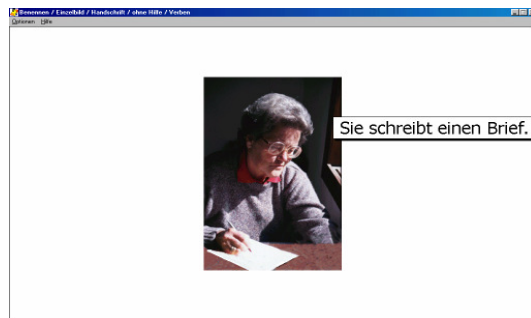 Benennen / Einzelbild / Handschrift / ohne Hilfe / Verben
Optionen Hilfe
Sie schreibt einen Brief.